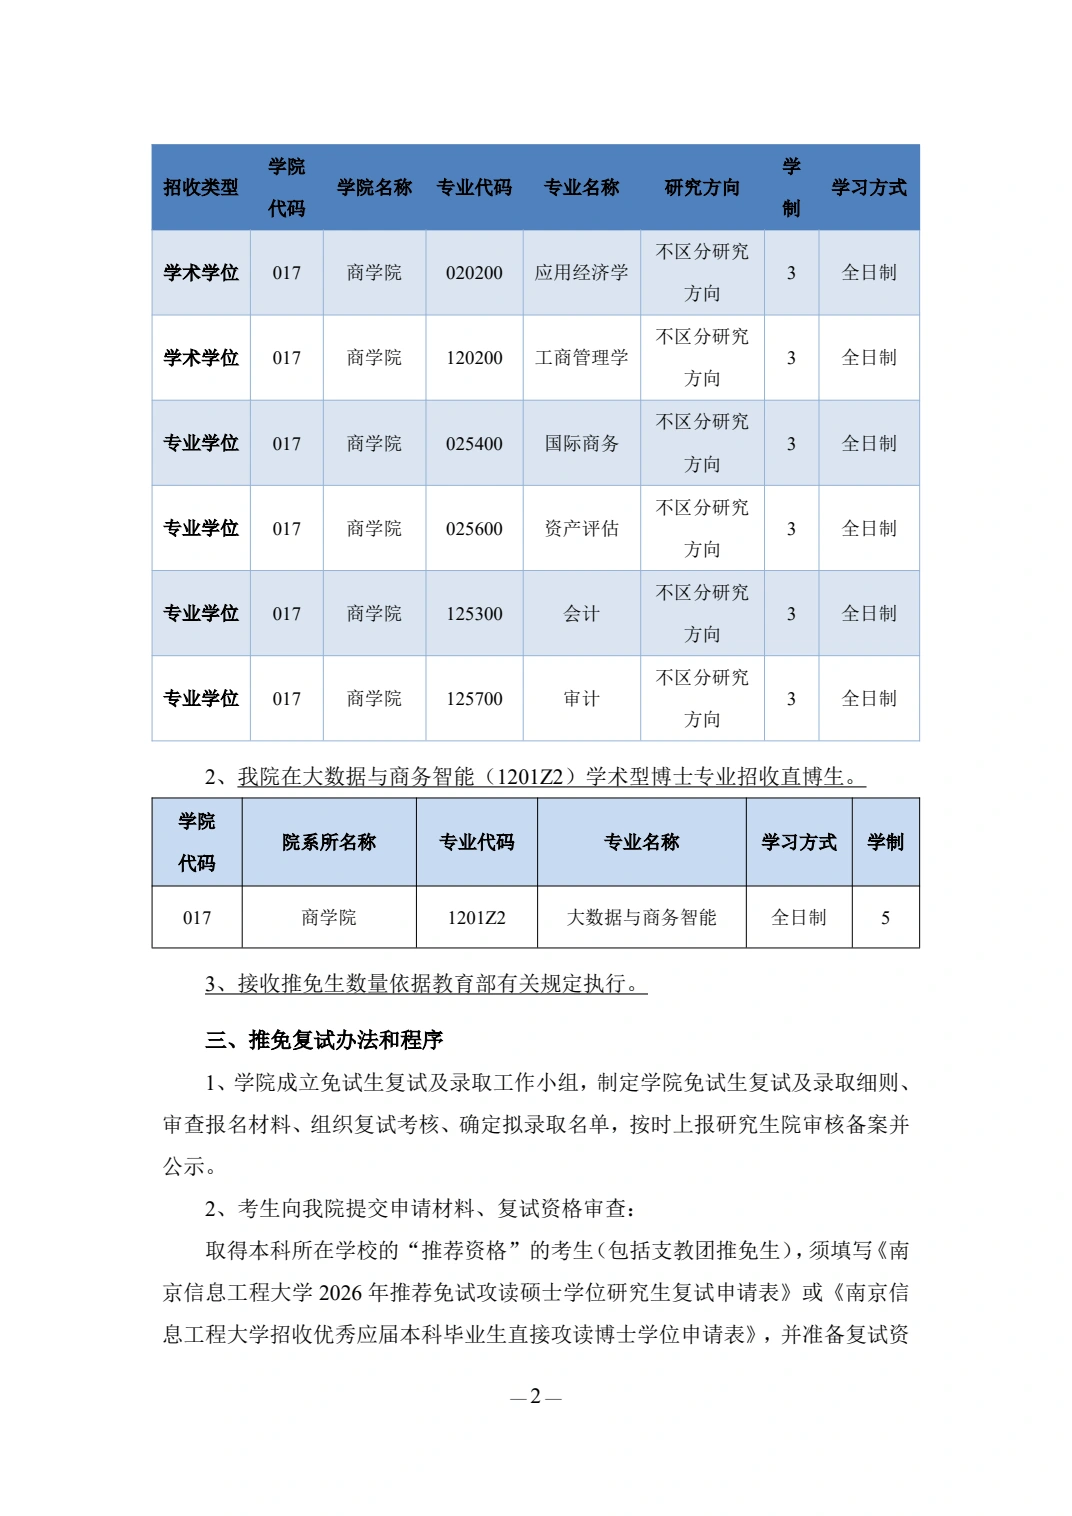 招收类型 学院代码 学院名称 专业代码 专业名称 研究方向 学制 学习方式
学术学位 017 商学院 020200 应用经济学 不区分研究方向 3 全日制
学术学位 017 商学院 120200 工商管理学 不区分研究方向 3 全日制
专业学位 017 商学院 025400 国际商务 不区分研究方向 3 全日制
专业学位 017 商学院 025600 资产评估 不区分研究方向 3 全日制
专业学位 017 商学院 125300 会计 不区分研究方向 3 全日制
专业学位 017 商学院 125700 审计 不区分研究方向 3 全日制
2、我院在大数据与商务智能（1201Z2）学术型博士专业招收直博生。
学院代码 院系所名称 专业代码 专业名称 学习方式 学制
017 商学院 1201Z2 大数据与商务智能 全日制 5
3、接收推免生数量依据教育部有关规定执行。
三、推免复试办法和程序
1、学院成立免试生复试及录取工作小组，制定学院免试生复试及录取细则、
审查报名材料、组织复试考核、确定拟录取名单，按时上报研究生院审核备案并
公示。
2、考生向我院提交申请材料、复试资格审查：
取得本科所在学校的“推荐资格”的考生（包括支教团推免生），须填写《南
京信息工程大学 2026 年推荐免试攻读硕士学位研究生复试申请表》或《南京信
息工程大学招收优秀应届本科毕业生直接攻读博士学位申请表》，并准备复试资
—2—